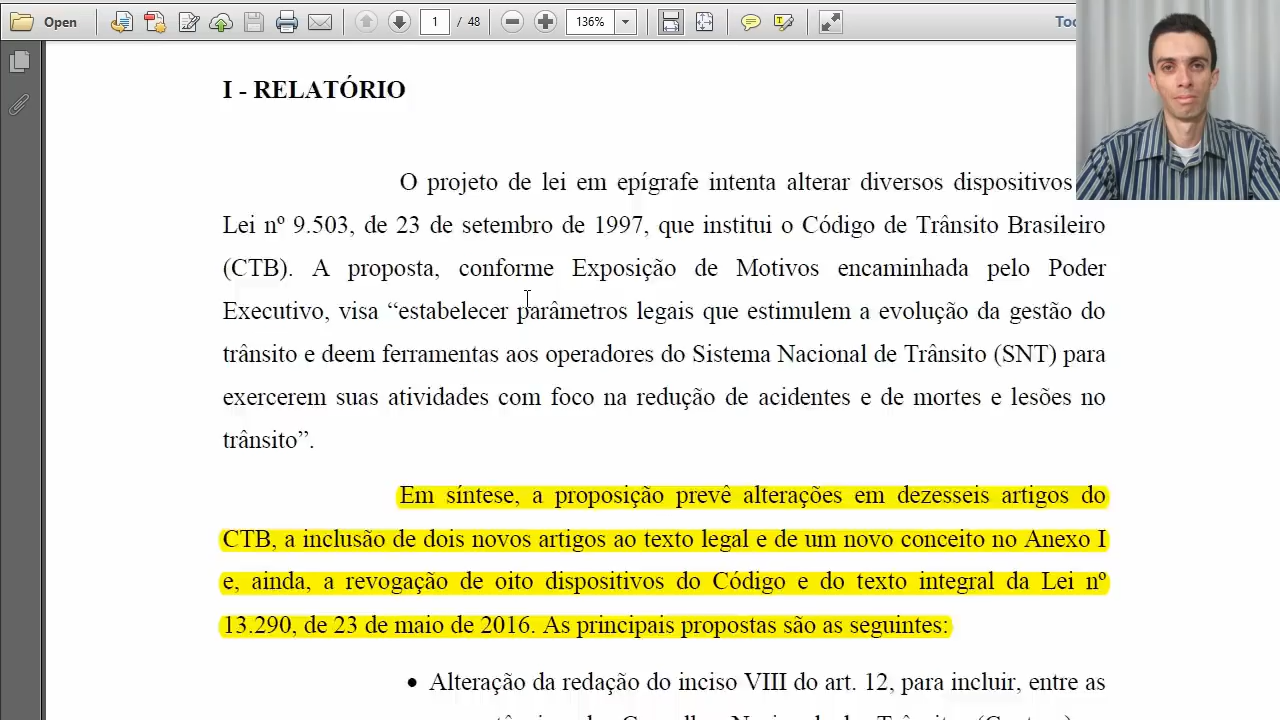 Open 1 / 48 136% Too
I - RELATÓRIO
O projeto de lei em epígrafe intenta alterar diversos dispositivos
Lei nº 9.503, de 23 de setembro de 1997, que institui o Código de Trânsito Brasileiro
(CTB). A proposta, conforme Exposição de Motivos encaminhada pelo Poder
Executivo, visa “estabelecer parâmetros legais que estimulem a evolução da gestão do
trânsito e deem ferramentas aos operadores do Sistema Nacional de Trânsito (SNT) para
exercerem suas atividades com foco na redução de acidentes e de mortes e lesões no
trânsito”.
Em síntese, a proposição prevê alterações em dezesseis artigos do
CTB, a inclusão de dois novos artigos ao texto legal e de um novo conceito no Anexo I
e, ainda, a revogação de oito dispositivos do Código e do texto integral da Lei nº
13.290, de 23 de maio de 2016. As principais propostas são as seguintes:
• Alteração da redação do inciso VIII do art. 12, para incluir, entre as